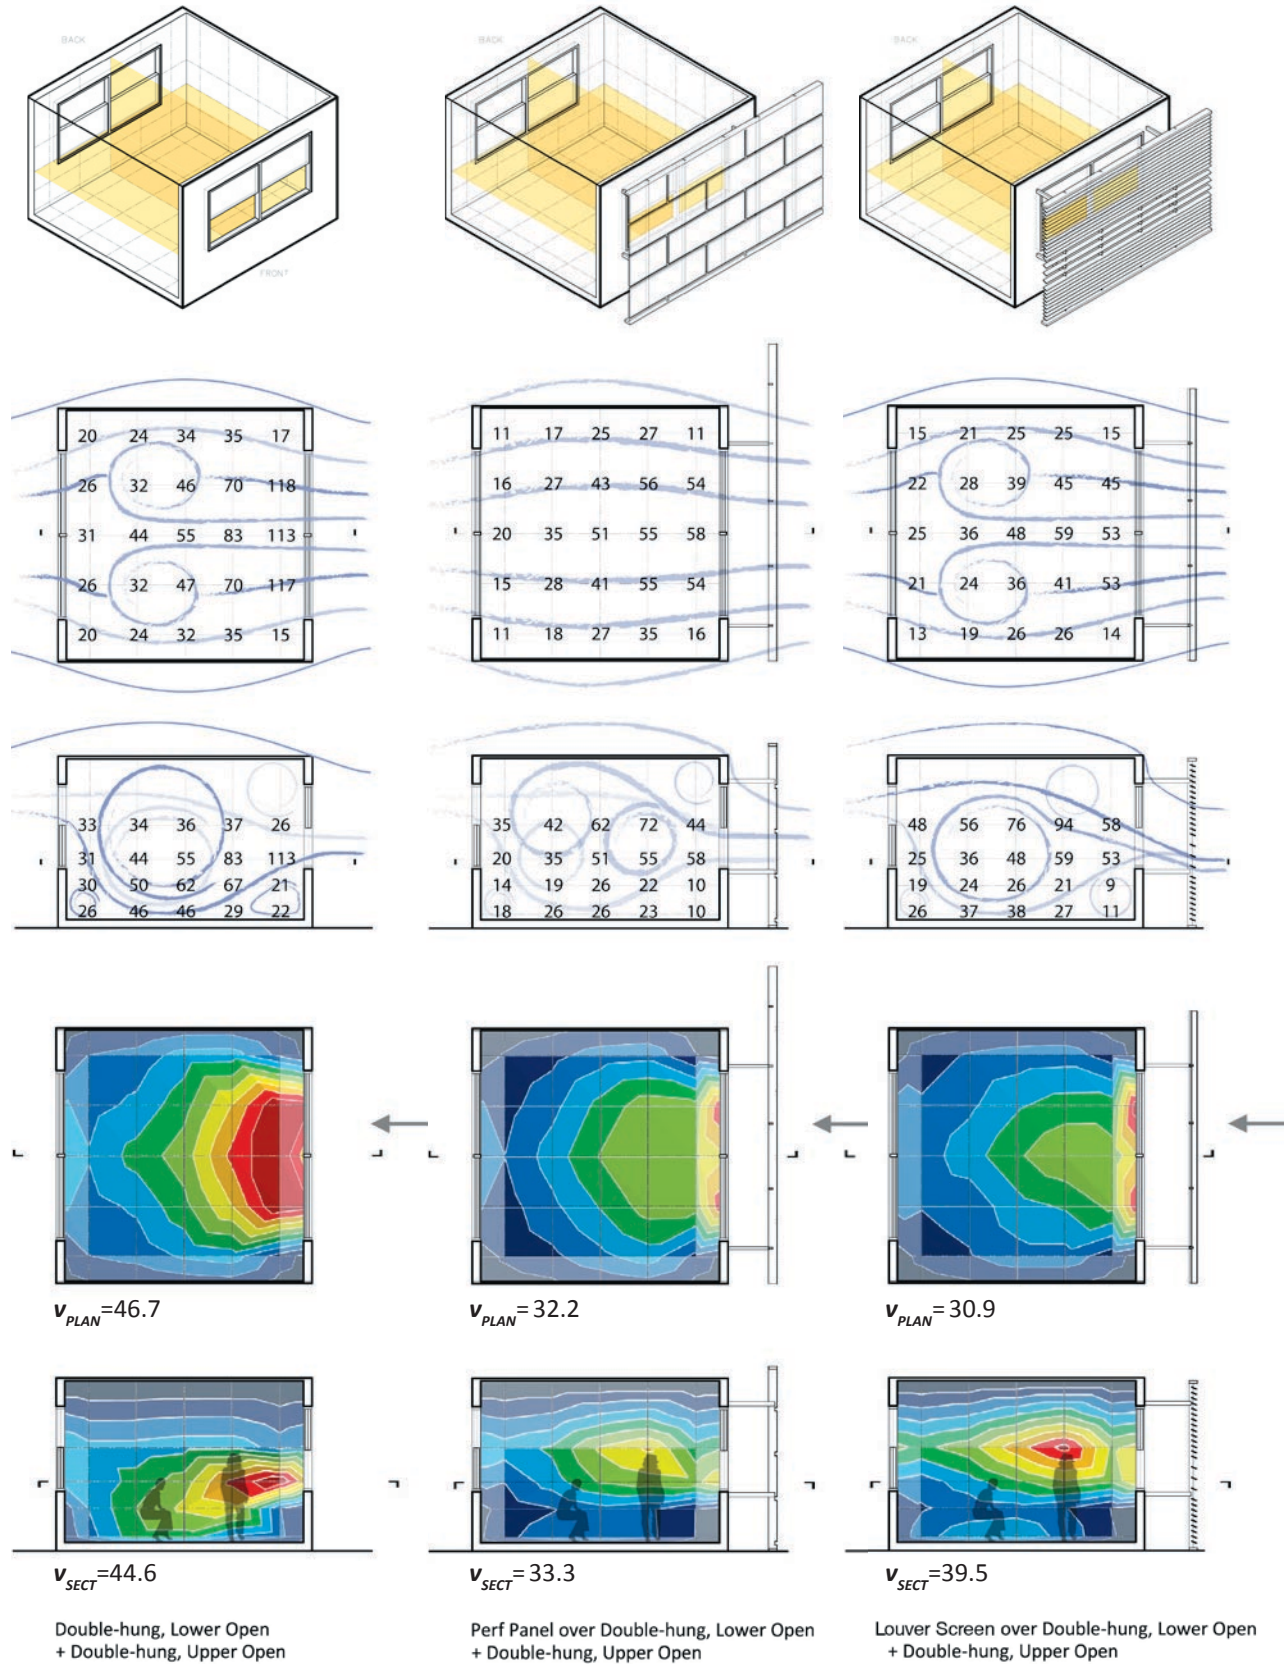 BACK
FRONT
BACK
BACK
20 24 34 35 17
26 32 46 70 118
31 44 55 83 113
26 32 47 70 117
20 24 32 35 15
11 17 25 27 11
16 27 43 56 54
20 35 51 55 58
15 28 41 55 54
11 18 27 35 16
15 21 25 25 15
22 28 39 45 45
25 36 48 59 53
21 24 36 41 53
13 19 26 26 14
33 34 36 37 26
31 44 55 83 113
30 50 62 67 21
26 46 46 29 22
35 42 62 72 44
20 35 51 55 58
14 19 26 22 10
18 26 26 23 10
48 56 76 94 58
25 36 48 59 53
19 24 26 21 9
26 37 38 27 11
v_PLAN=46.7
v_PLAN=32.2
v_PLAN=30.9
v_SECT=44.6
v_SECT=33.3
v_SECT=39.5
Double-hung, Lower Open
+ Double-hung, Upper Open
Perf Panel over Double-hung, Lower Open
+ Double-hung, Upper Open
Louver Screen over Double-hung, Lower Open
+ Double-hung, Upper Open